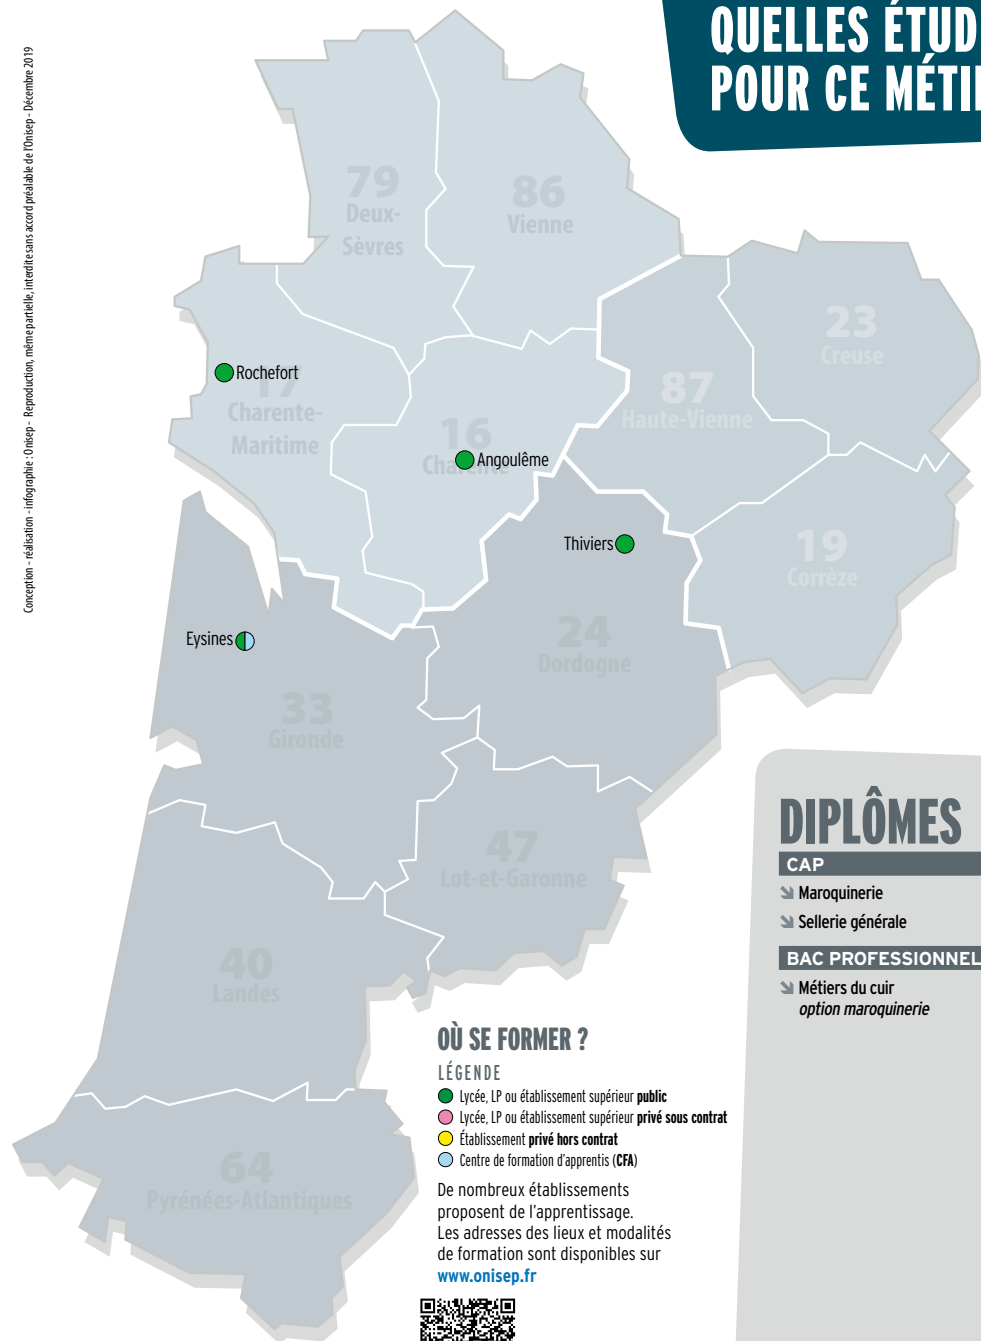 QUELLES ÉTUD
POUR CE MÉTI
Conception - réalisation - infographie : Onisep - Reproduction, même partielle, interdite sans accord préalable de l'Onisep - Décembre 2019
79
Deux-
Sèvres
86
Vienne
23
Creuse
Rochefort
17
Charente-
Maritime
87
Haute-Vienne
16
Charente
Angoulême
Thiviers
19
Corrèze
Eysines
24
Dordogne
33
Gironde
47
Lot-et-Garonne
40
Landes
64
Pyrénées-Atlantiques
DIPLÔMES
CAP
Maroquinerie
Sellerie générale
BAC PROFESSIONNEL
Métiers du cuir
option maroquinerie
OÙ SE FORMER ?
LÉGENDE
Lycée, LP ou établissement supérieur public
Lycée, LP ou établissement supérieur privé sous contrat
Établissement privé hors contrat
Centre de formation d'apprentis (CFA)
De nombreux établissements
proposent de l'apprentissage.
Les adresses des lieux et modalités
de formation sont disponibles sur
www.onisep.fr